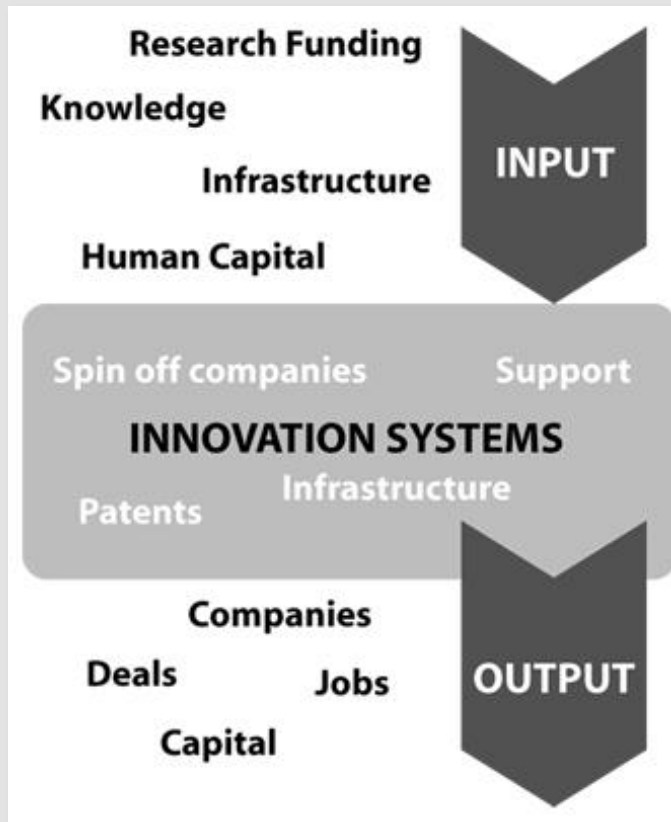 Research Funding
Knowledge
INPUT
Infrastructure
Human Capital
Spin off companies
Support
INNOVATION SYSTEMS
Infrastructure
Patents
Companies
Deals
Jobs
OUTPUT
Capital